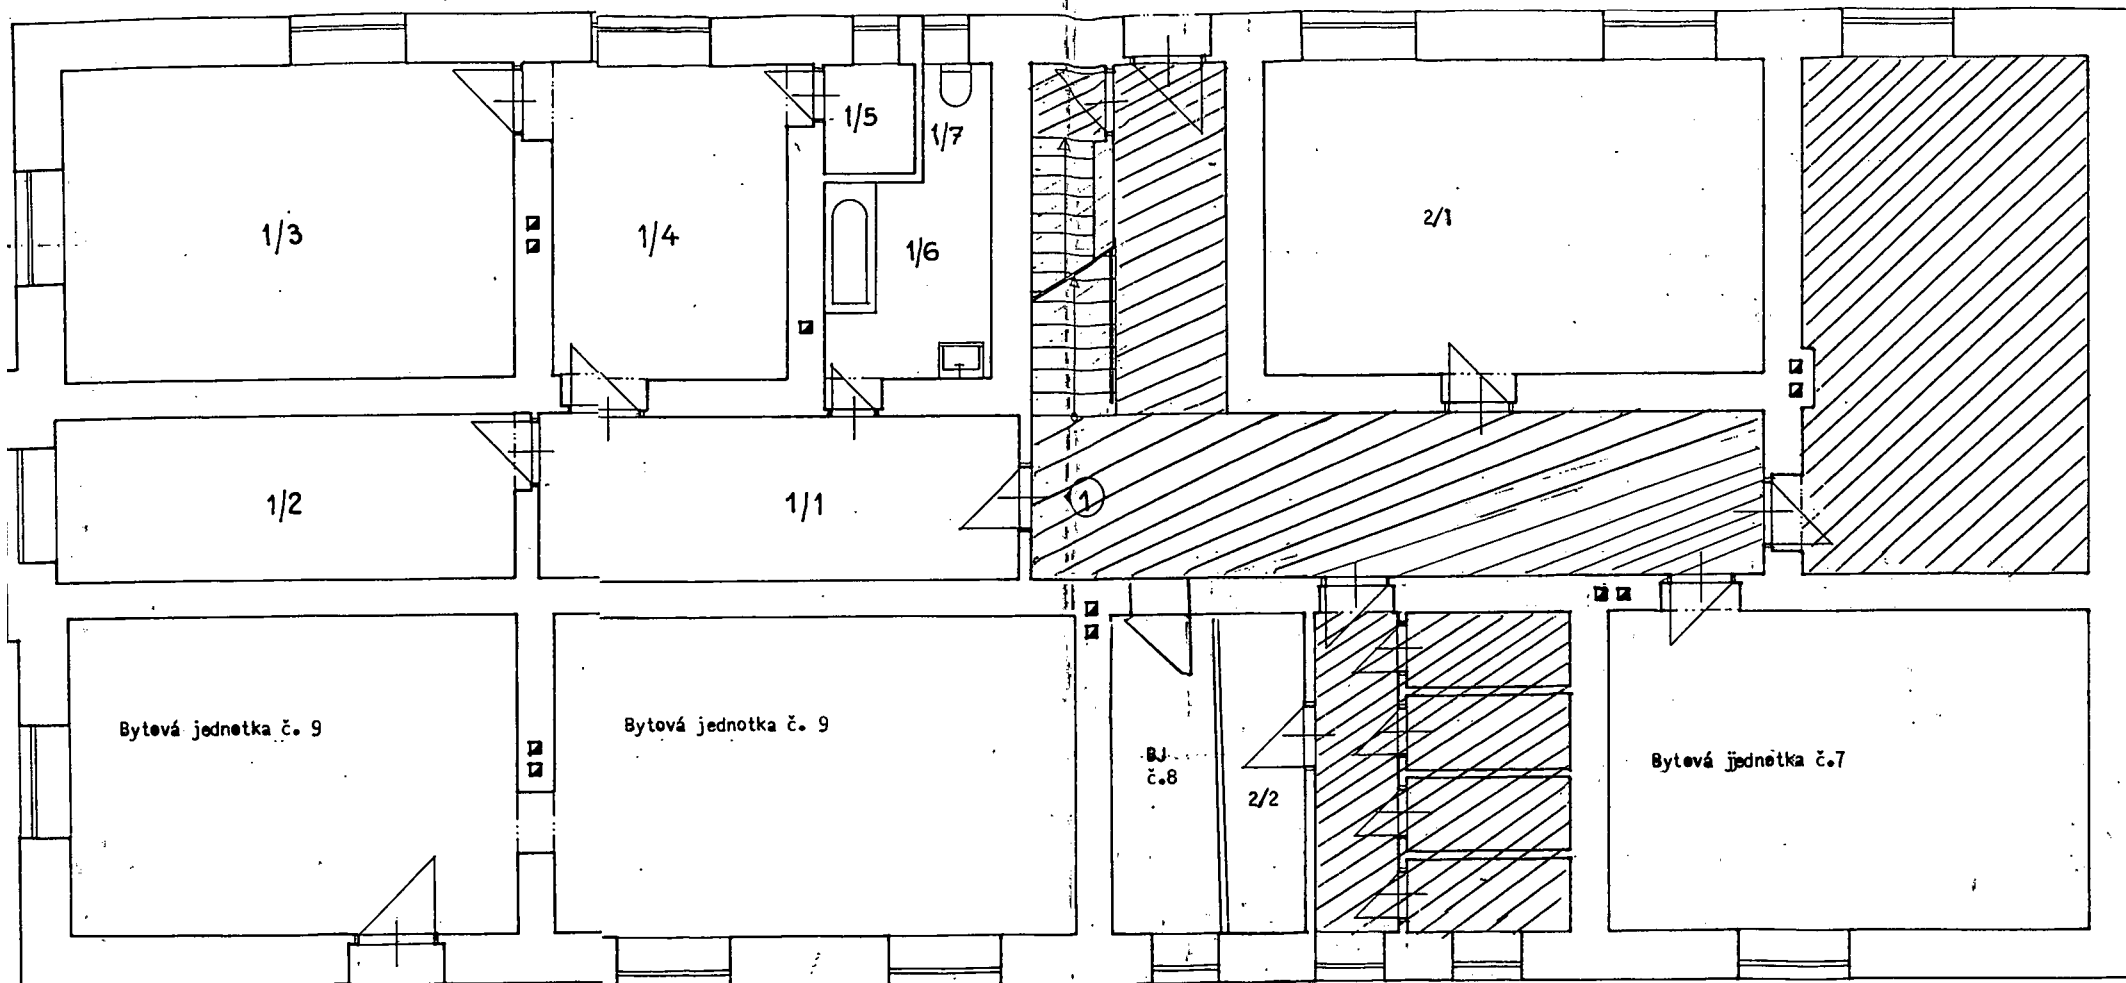 1/5
1/7
1/3
1/4
1/6
2/1
1/2
1/1
1
Bytová jednotka č. 9
Bytová jednotka č. 9
BJ
č.8
2/2
Bytová jednotka č.7